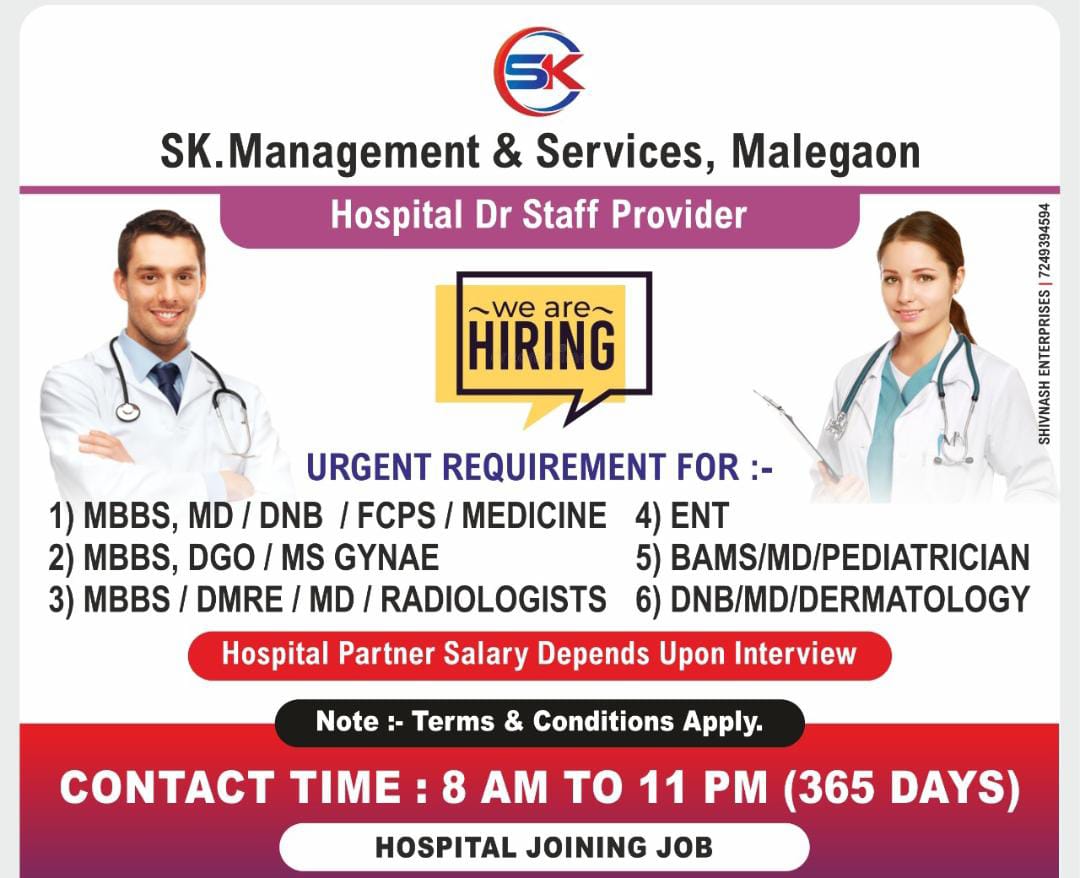 SK
SK.Management & Services, Malegaon
Hospital Dr Staff Provider
SHIVNASH ENTERPRISES | 7249394594
~we are~
HIRING
URGENT REQUIREMENT FOR :-
1) MBBS, MD / DNB / FCPS / MEDICINE
2) MBBS, DGO / MS GYNAE
3) MBBS / DMRE / MD / RADIOLOGISTS
4) ENT
5) BAMS/MD/PEDIATRICIAN
6) DNB/MD/DERMATOLOGY
Hospital Partner Salary Depends Upon Interview
Note :- Terms & Conditions Apply.
CONTACT TIME : 8 AM TO 11 PM (365 DAYS)
HOSPITAL JOINING JOB